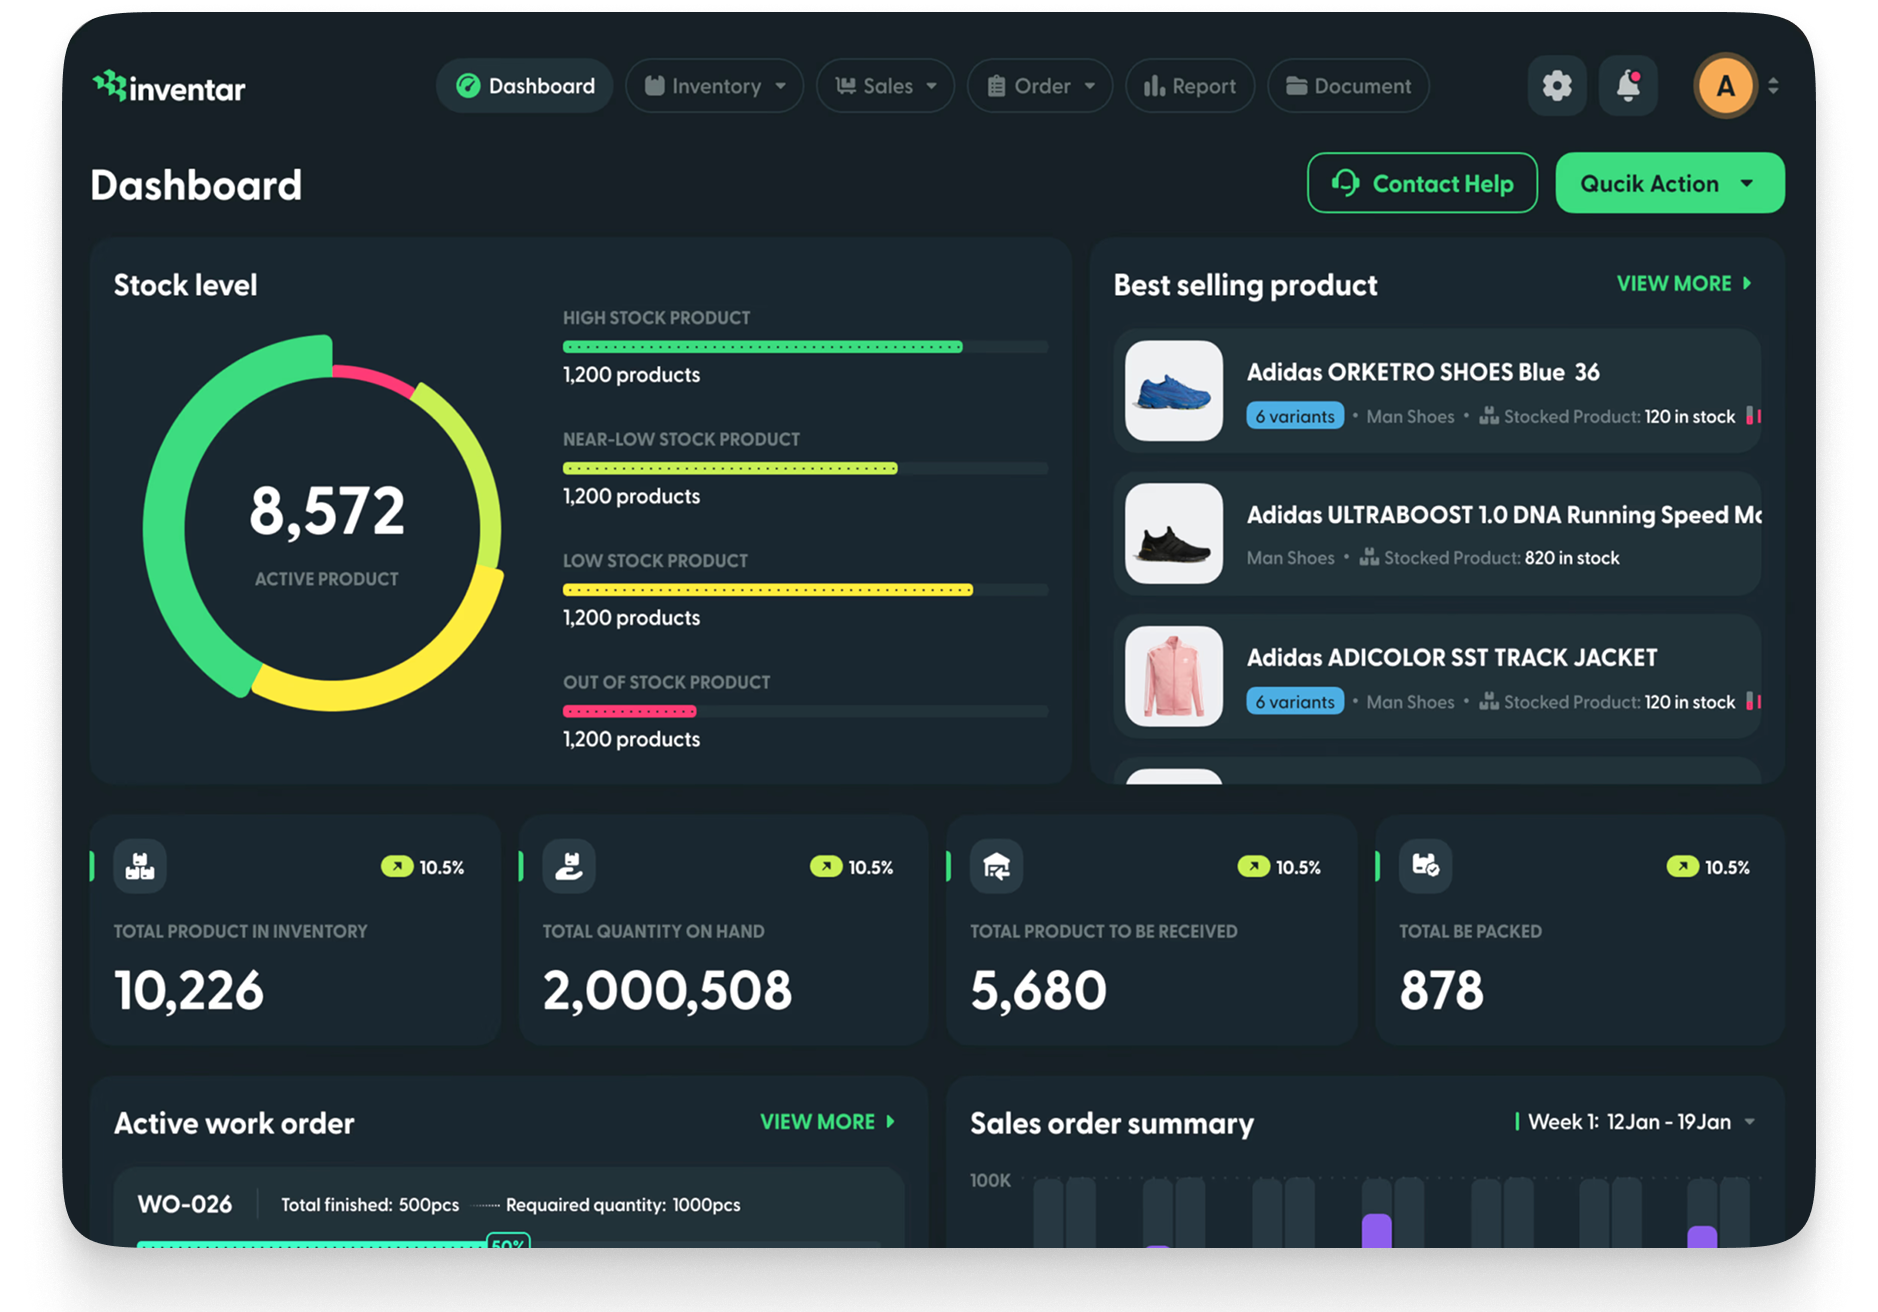 inventar
Dashboard
Inventory
Sales
Order
Report
Document
A
Dashboard
Contact Help
Qucik Action
Stock level
8,572
ACTIVE PRODUCT
HIGH STOCK PRODUCT
1,200 products
NEAR-LOW STOCK PRODUCT
1,200 products
LOW STOCK PRODUCT
1,200 products
OUT OF STOCK PRODUCT
1,200 products
Best selling product
VIEW MORE
Adidas ORKETRO SHOES Blue 36
6 variants • Man Shoes • Stocked Product: 120 in stock
Adidas ULTRABOOST 1.0 DNA Running Speed
Man Shoes • Stocked Product: 820 in stock
Adidas ADICOLOR SST TRACK JACKET
6 variants • Man Shoes • Stocked Product: 120 in stock
10.5%
TOTAL PRODUCT IN INVENTORY
10,226
10.5%
TOTAL QUANTITY ON HAND
2,000,508
10.5%
TOTAL PRODUCT TO BE RECEIVED
5,680
10.5%
TOTAL BE PACKED
878
Active work order
VIEW MORE
WO-026
Total finished: 500pcs
Requaired quantity: 1000pcs
50%
Sales order summary
Week 1: 12Jan - 19Jan
100K